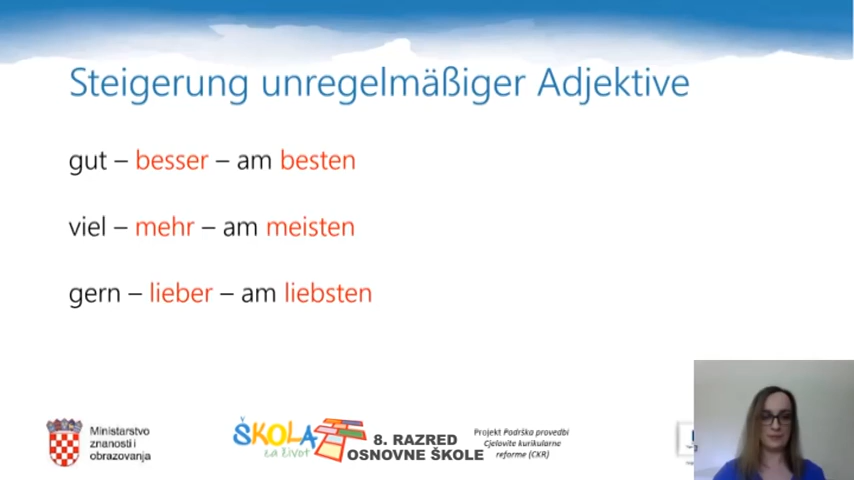 Steigerung unregelmäßiger Adjektive
gut – besser – am besten
viel – mehr – am meisten
gern – lieber – am liebsten
Ministarstvo
znanosti i
obrazovanja
ŠKOLA
za život
8. RAZRED
OSNOVNE ŠKOLE
Projekt Podrška provedbi
Cjelovite kurikularne
reforme (CKR)